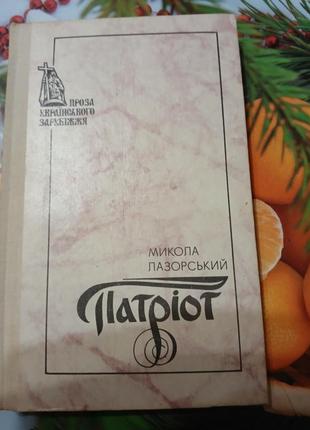 ПРОЗА
УКРАЇНСЬКОГО
ЗАРУБІЖЖЯ
МИКОЛА
ЛАЗОРСЬКИЙ
Патріот